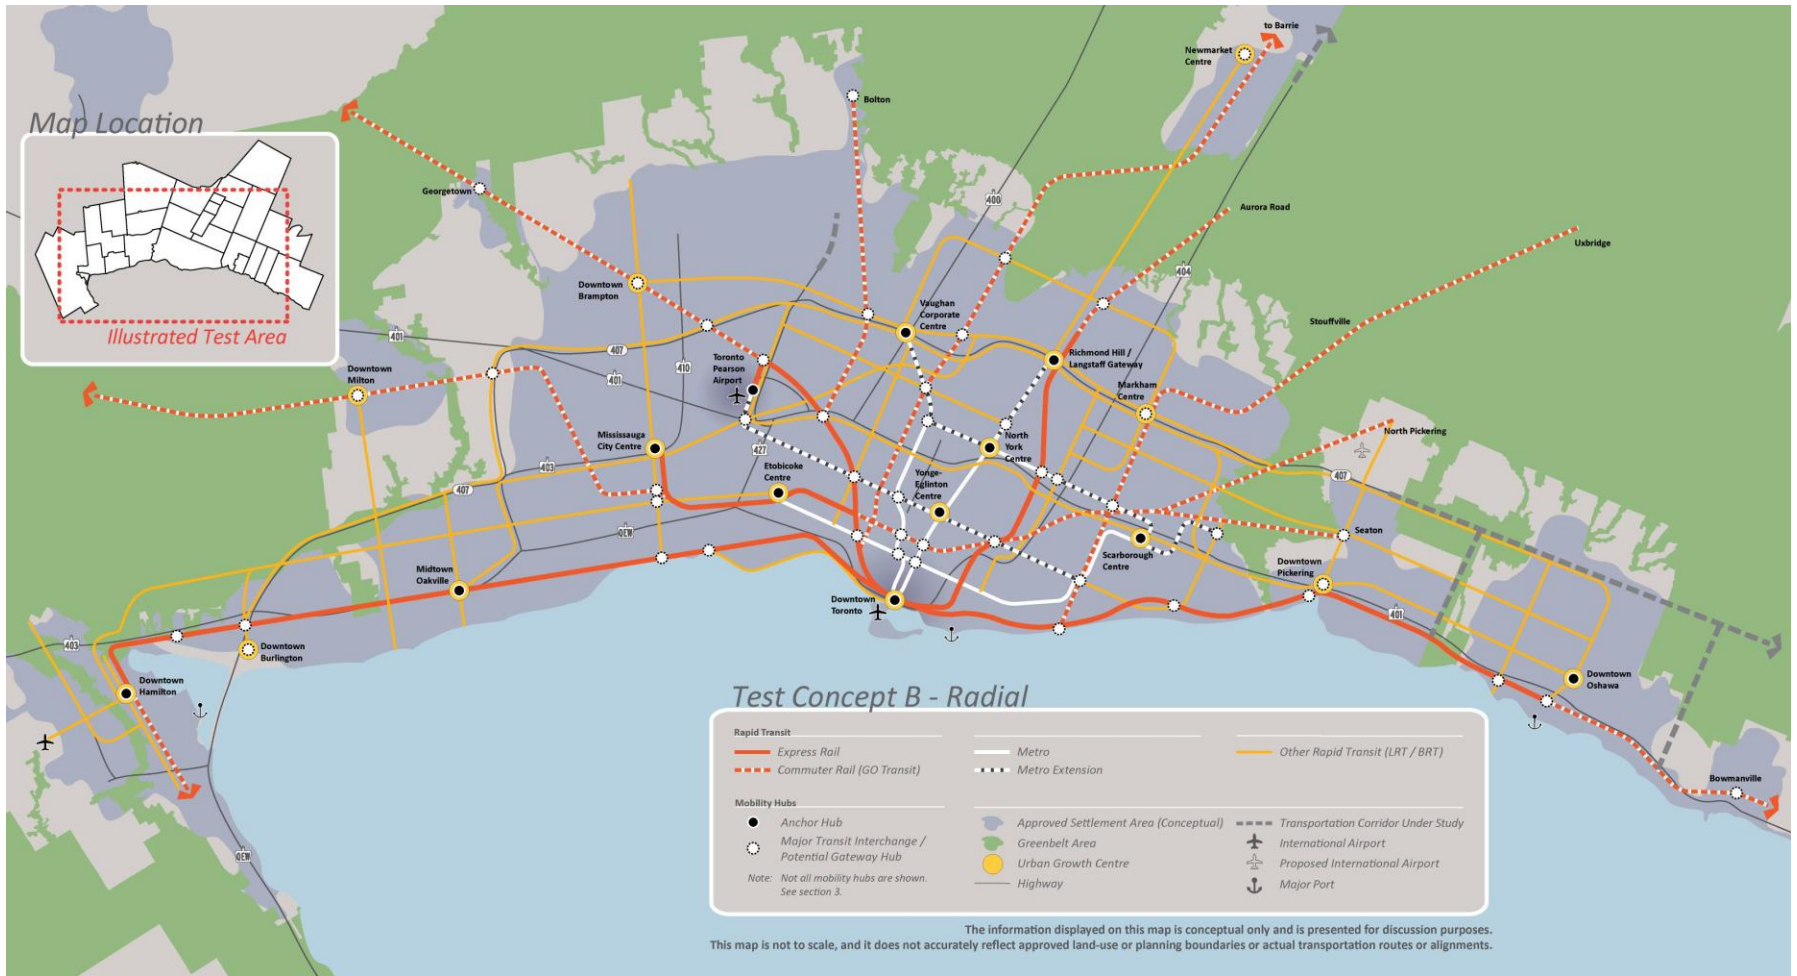 to Barrie
Newmarket
Centre
Bolton
Map Location
Illustrated Test Area
Georgetown
400
Aurora Road
Uxbridge
404
Downtown
Brampton
Vaughan
Corporate
Centre
Stouffville
401
407
Toronto
Pearson
Airport
410
401
Richmond Hill /
Langstaff Gateway
Downtown
Milton
Markham
Centre
Mississauga
City Centre
North
York
Centre
North Pickering
427
403
Etobicoke
Centre
Yonge-
Eglinton
Centre
407
407
QEW
Seaton
Scarborough
Centre
Midtown
Oakville
Downtown
Pickering
Downtown
Toronto
401
403
Downtown
Burlington
Downtown
Hamilton
Downtown
Oshawa
Bowmanville
QEW
Test Concept B - Radial
Rapid Transit
Express Rail
Commuter Rail (GO Transit)
Metro
Metro Extension
Other Rapid Transit (LRT / BRT)
Mobility Hubs
Anchor Hub
Major Transit Interchange /
Potential Gateway Hub
Note: Not all mobility hubs are shown.
See section 3.
Approved Settlement Area (Conceptual)
Greenbelt Area
Urban Growth Centre
Highway
Transportation Corridor Under Study
International Airport
Proposed International Airport
Major Port
The information displayed on this map is conceptual only and is presented for discussion purposes.
This map is not to scale, and it does not accurately reflect approved land-use or planning boundaries or actual transportation routes or alignments.